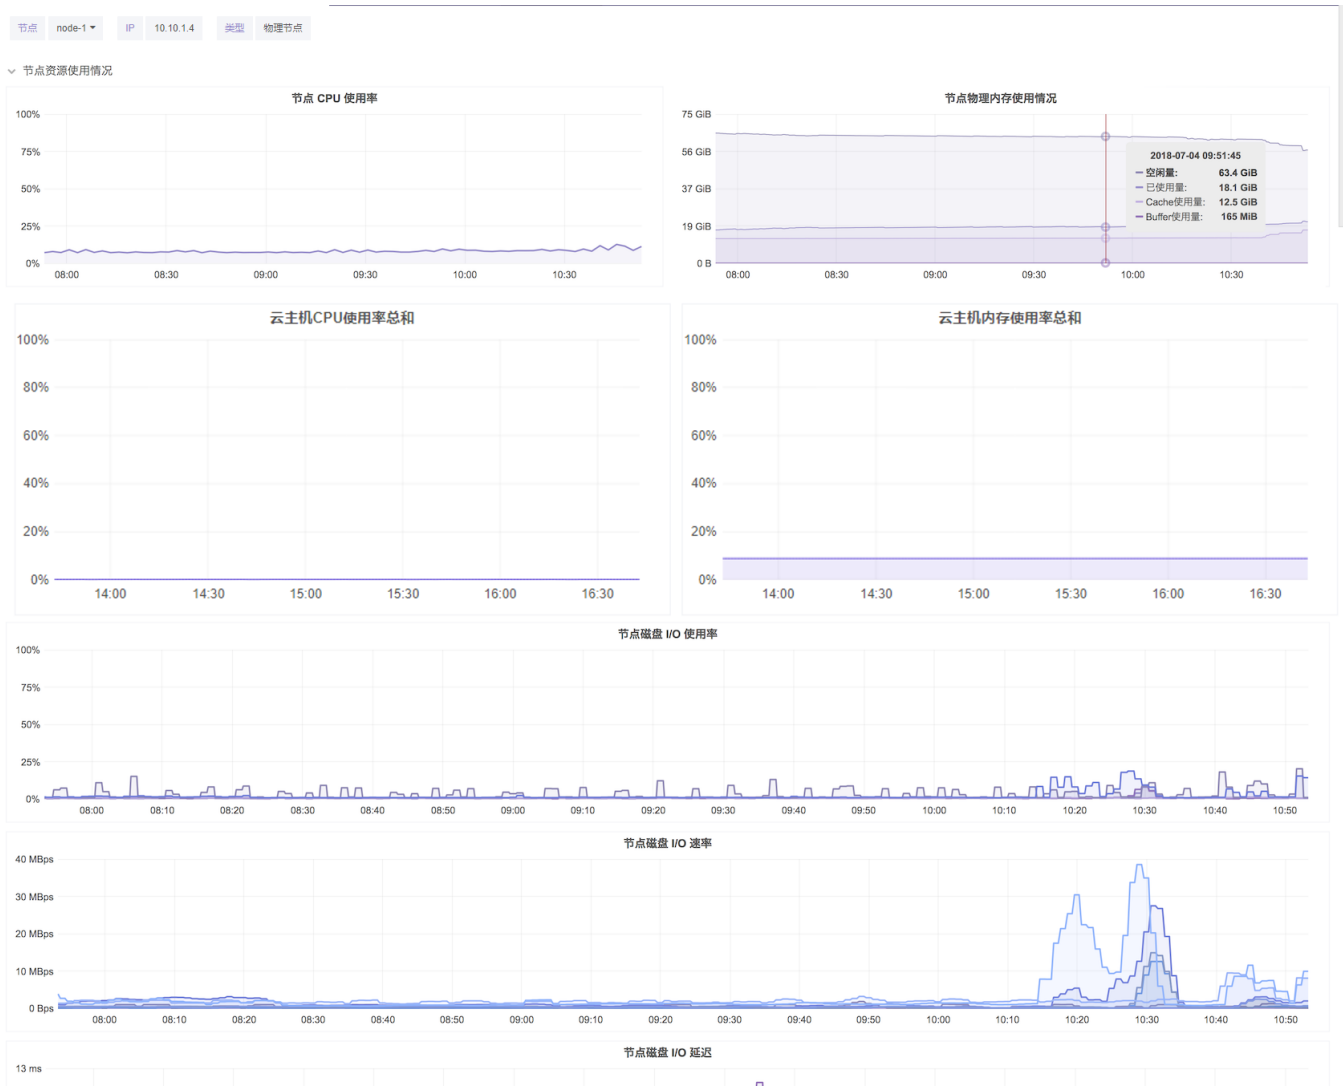 节点 node-1 IP 10.10.1.4 类型 物理节点
节点资源使用情况
节点 CPU 使用率
100%
75%
50%
25%
0%
08:00 08:30 09:00 09:30 10:00 10:30
节点物理内存使用情况
75 GiB
56 GiB
37 GiB
19 GiB
0 B
2018-07-04 09:51:45
空闲量: 63.4 GiB
已使用量: 18.1 GiB
Cache使用量: 12.5 GiB
Buffer使用量: 165 MiB
08:00 08:30 09:00 09:30 10:00 10:30
云主机CPU使用率总和
100%
80%
60%
40%
20%
0%
14:00 14:30 15:00 15:30 16:00 16:30
云主机内存使用率总和
100%
80%
60%
40%
20%
0%
14:00 14:30 15:00 15:30 16:00 16:30
节点磁盘 I/O 使用率
100%
75%
50%
25%
0%
08:00 08:10 08:20 08:30 08:40 08:50 09:00 09:10 09:20 09:30 09:40 09:50 10:00 10:10 10:20 10:30 10:40 10:50
节点磁盘 I/O 速率
40 MBps
30 MBps
20 MBps
10 MBps
0 Bps
08:00 08:10 08:20 08:30 08:40 08:50 09:00 09:10 09:20 09:30 09:40 09:50 10:00 10:10 10:20 10:30 10:40 10:50
节点磁盘 I/O 延迟
13 ms